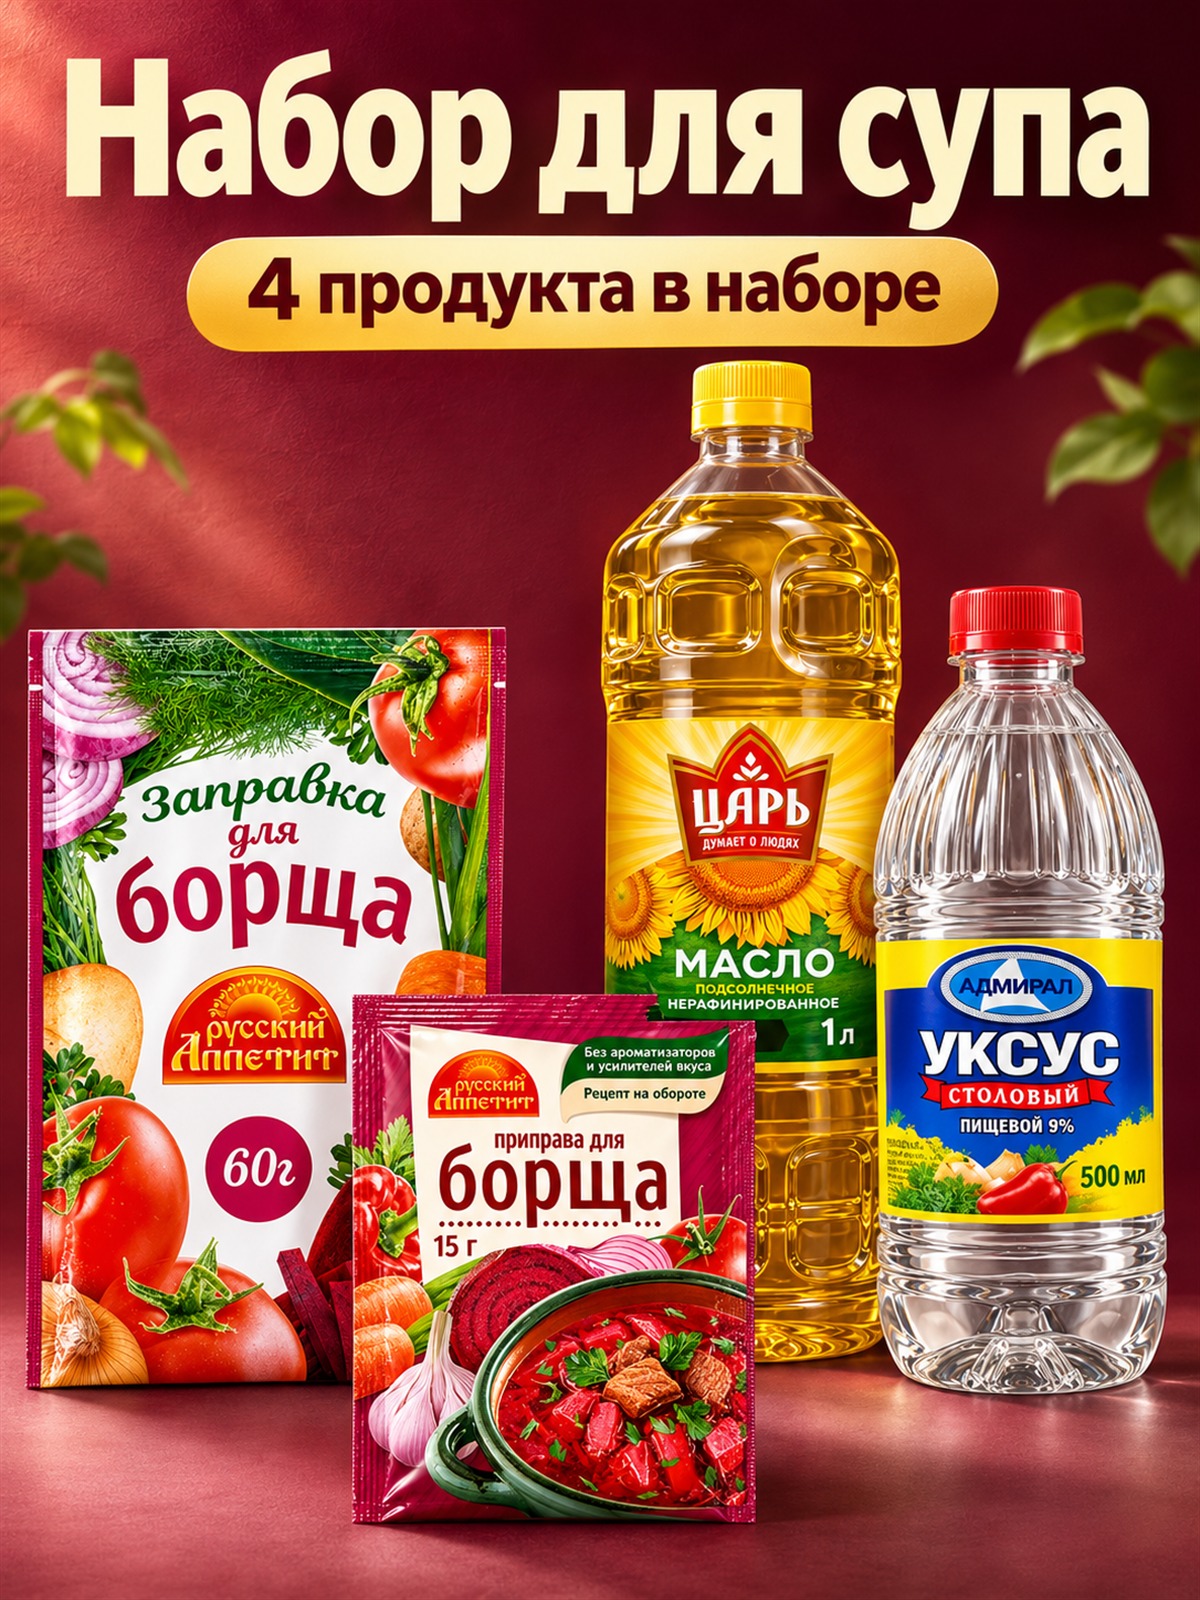 Набор для супа
4 продукта в наборе
Заправка
для
борща
русский
Аппетит
60г
русский
Аппетит
Без ароматизаторов
и усилителей вкуса
Рецепт на обороте
приправа для
борща
15 г
ЦАРЬ
ДУМАЕТ О ЛЮДЯХ
МАСЛО
ПОДСОЛНЕЧНОЕ
НЕРАФИНИРОВАННОЕ
1л
АДМИРАЛ
УКСУС
СТОЛОВЫЙ
ПИЩЕВОЙ 9%
500 мл